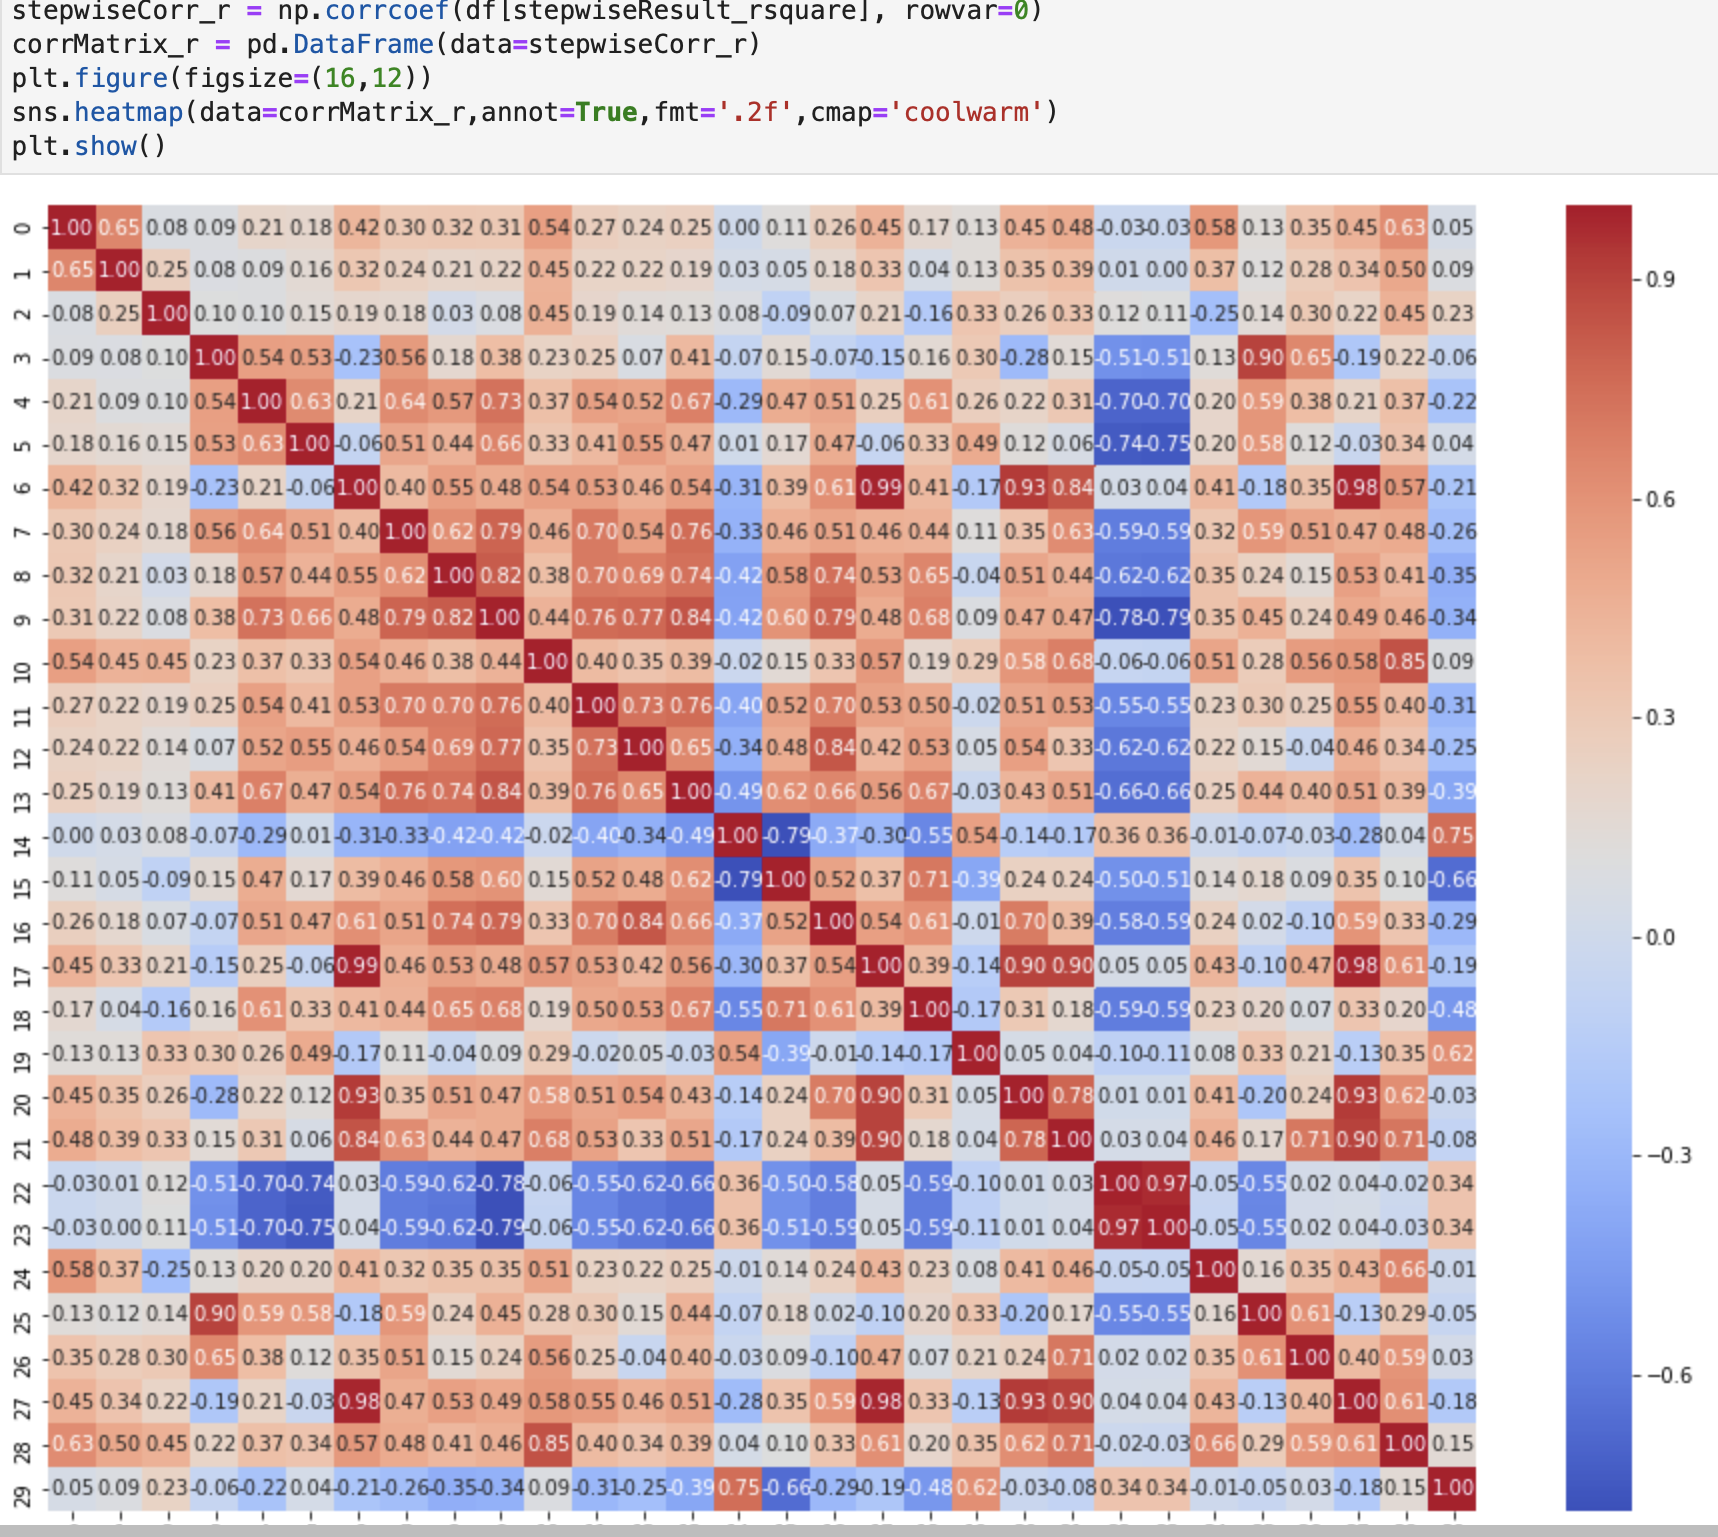 stepwiseCorr_r = np.corrcoef(df[stepwiseResult_rsquare], rowvar=0)
corrMatrix_r = pd.DataFrame(data=stepwiseCorr_r)
plt.figure(figsize=(16,12))
sns.heatmap(data=corrMatrix_r,annot=True,fmt='.2f',cmap='coolwarm')
plt.show()
0 1.00 0.65 0.08 0.09 0.21 0.18 0.42 0.30 0.32 0.31 0.54 0.27 0.24 0.25 0.00 0.11 0.26 0.45 0.17 0.13 0.45 0.48 -0.03 -0.03 0.58 0.13 0.35 0.45 0.63 0.05
1 0.65 1.00 0.25 0.08 0.09 0.16 0.32 0.24 0.21 0.22 0.45 0.22 0.22 0.19 0.03 0.05 0.18 0.33 0.04 0.13 0.35 0.39 0.01 0.00 0.37 0.12 0.28 0.34 0.50 0.09
2 0.08 0.25 1.00 0.10 0.10 0.15 0.19 0.18 0.03 0.08 0.45 0.19 0.14 0.13 0.08 -0.09 0.07 0.21 -0.16 0.33 0.26 0.33 0.12 0.11 -0.25 0.14 0.30 0.22 0.45 0.23
3 0.09 0.08 0.10 1.00 0.54 0.53 -0.23 0.56 0.18 0.38 0.23 0.25 0.07 0.41 -0.07 0.15 -0.07 -0.15 0.16 0.30 -0.28 0.15 -0.51 -0.51 0.13 0.90 0.65 -0.19 0.22 -0.06
4 0.21 0.09 0.10 0.54 1.00 0.63 0.21 0.64 0.57 0.73 0.37 0.54 0.52 0.67 -0.29 0.47 0.51 0.25 0.61 0.26 0.22 0.31 -0.70 -0.70 0.20 0.59 0.38 0.21 0.37 -0.22
5 0.18 0.16 0.15 0.53 0.63 1.00 -0.06 0.51 0.44 0.66 0.33 0.41 0.55 0.47 0.01 0.17 0.47 -0.06 0.33 0.49 0.12 0.06 -0.74 -0.75 0.20 0.58 0.12 -0.03 0.34 0.04
6 0.42 0.32 0.19 -0.23 0.21 -0.06 1.00 0.40 0.55 0.48 0.54 0.53 0.46 0.54 -0.31 0.39 0.61 0.99 0.41 -0.17 0.93 0.84 0.03 0.04 0.41 -0.18 0.35 0.98 0.57 -0.21
7 0.30 0.24 0.18 0.56 0.64 0.51 0.40 1.00 0.62 0.79 0.46 0.70 0.54 0.76 -0.33 0.46 0.51 0.46 0.44 0.11 0.35 0.63 -0.59 -0.59 0.32 0.59 0.51 0.47 0.48 -0.26
8 0.32 0.21 0.03 0.18 0.57 0.44 0.55 0.62 1.00 0.82 0.38 0.70 0.69 0.74 -0.42 0.58 0.74 0.53 0.65 -0.04 0.51 0.44 -0.62 -0.62 0.35 0.24 0.15 0.53 0.41 -0.35
9 0.31 0.22 0.08 0.38 0.73 0.66 0.48 0.79 0.82 1.00 0.44 0.76 0.77 0.84 -0.42 0.60 0.79 0.48 0.68 0.09 0.47 0.47 -0.78 -0.79 0.35 0.45 0.24 0.49 0.46 -0.34
10 0.54 0.45 0.45 0.23 0.37 0.33 0.54 0.46 0.38 0.44 1.00 0.40 0.35 0.39 -0.02 0.15 0.33 0.57 0.19 0.29 0.58 0.68 -0.06 -0.06 0.51 0.28 0.56 0.58 0.85 0.09
11 0.27 0.22 0.19 0.25 0.54 0.41 0.53 0.70 0.70 0.76 0.40 1.00 0.73 0.76 -0.40 0.52 0.70 0.53 0.50 -0.02 0.51 0.53 -0.55 -0.55 0.23 0.30 0.25 0.55 0.40 -0.31
12 0.24 0.22 0.14 0.07 0.52 0.55 0.46 0.54 0.69 0.77 0.35 0.73 1.00 0.65 -0.34 0.48 0.84 0.42 0.53 0.05 0.54 0.33 -0.62 -0.62 0.22 0.15 -0.04 0.46 0.34 -0.25
13 0.25 0.19 0.13 0.41 0.67 0.47 0.54 0.76 0.74 0.84 0.39 0.76 0.65 1.00 -0.49 0.62 0.66 0.56 0.67 -0.03 0.43 0.51 -0.66 -0.66 0.25 0.44 0.40 0.51 0.39 -0.39
14 0.00 0.03 0.08 -0.07 -0.29 0.01 -0.31 -0.33 -0.42 -0.42 -0.02 -0.40 -0.34 -0.49 1.00 -0.79 -0.37 -0.30 -0.55 0.54 -0.14 -0.17 0.36 0.36 -0.01 -0.07 -0.03 -0.28 0.04 0.75
15 0.11 0.05 -0.09 0.15 0.47 0.17 0.39 0.46 0.58 0.60 0.15 0.52 0.48 0.62 -0.79 1.00 0.52 0.37 0.71 -0.39 0.24 0.24 -0.50 -0.51 0.14 0.18 0.09 0.35 0.10 -0.66
16 0.26 0.18 0.07 -0.07 0.51 0.47 0.61 0.51 0.74 0.79 0.33 0.70 0.84 0.66 -0.37 0.52 1.00 0.54 0.61 -0.01 0.70 0.39 -0.58 -0.59 0.24 0.02 -0.10 0.59 0.33 -0.29
17 0.45 0.33 0.21 -0.15 0.25 -0.06 0.99 0.46 0.53 0.48 0.57 0.53 0.42 0.56 -0.30 0.37 0.54 1.00 0.39 -0.14 0.90 0.90 0.05 0.05 0.43 -0.10 0.47 0.98 0.61 -0.19
18 0.17 0.04 -0.16 0.16 0.61 0.33 0.41 0.44 0.65 0.68 0.19 0.50 0.53 0.67 -0.55 0.71 0.61 0.39 1.00 -0.17 0.31 0.18 -0.59 -0.59 0.23 0.20 0.07 0.33 0.20 -0.48
19 0.13 0.13 0.33 0.30 0.26 0.49 -0.17 0.11 -0.04 0.09 0.29 -0.02 0.05 -0.03 0.54 -0.39 -0.01 -0.14 -0.17 1.00 0.05 0.04 -0.10 -0.11 0.08 0.33 0.21 -0.13 0.35 0.62
20 0.45 0.35 0.26 -0.28 0.22 0.12 0.93 0.35 0.51 0.47 0.58 0.51 0.54 0.43 -0.14 0.24 0.70 0.90 0.31 0.05 1.00 0.78 0.01 0.01 0.41 -0.20 0.24 0.93 0.62 -0.03
21 0.48 0.39 0.33 0.15 0.31 0.06 0.84 0.63 0.44 0.47 0.68 0.53 0.33 0.51 -0.17 0.24 0.39 0.90 0.18 0.04 0.78 1.00 0.03 0.04 0.46 0.17 0.71 0.90 0.71 -0.08
22 -0.03 0.01 0.12 -0.51 -0.70 -0.74 0.03 -0.59 -0.62 -0.78 -0.06 -0.55 -0.62 -0.66 0.36 -0.50 -0.58 0.05 -0.59 -0.10 0.01 0.03 1.00 0.97 -0.05 -0.55 0.02 0.04 -0.02 0.34
23 -0.03 0.00 0.11 -0.51 -0.70 -0.75 0.04 -0.59 -0.62 -0.79 -0.06 -0.55 -0.62 -0.66 0.36 -0.51 -0.59 0.05 -0.59 -0.11 0.01 0.04 0.97 1.00 -0.05 -0.55 0.02 0.04 -0.03 0.34
24 0.58 0.37 -0.25 0.13 0.20 0.20 0.41 0.32 0.35 0.35 0.51 0.23 0.22 0.25 -0.01 0.14 0.24 0.43 0.23 0.08 0.41 0.46 -0.05 -0.05 1.00 0.16 0.35 0.43 0.66 -0.01
25 0.13 0.12 0.14 0.90 0.59 0.58 -0.18 0.59 0.24 0.45 0.28 0.30 0.15 0.44 -0.07 0.18 0.02 -0.10 0.20 0.33 -0.20 0.17 -0.55 -0.55 0.16 1.00 0.61 -0.13 0.29 -0.05
26 0.35 0.28 0.30 0.65 0.38 0.12 0.35 0.51 0.15 0.24 0.56 0.25 -0.04 0.40 -0.03 0.09 -0.10 0.47 0.07 0.21 0.24 0.71 0.02 0.02 0.35 0.61 1.00 0.40 0.59 0.03
27 0.45 0.34 0.22 -0.19 0.21 -0.03 0.98 0.47 0.53 0.49 0.58 0.55 0.46 0.51 -0.28 0.35 0.59 0.98 0.33 -0.13 0.93 0.90 0.04 0.04 0.43 -0.13 0.40 1.00 0.61 -0.18
28 0.63 0.50 0.45 0.22 0.37 0.34 0.57 0.48 0.41 0.46 0.85 0.40 0.34 0.39 0.04 0.10 0.33 0.61 0.20 0.35 0.62 0.71 -0.02 -0.03 0.66 0.29 0.59 0.61 1.00 0.15
29 0.05 0.09 0.23 -0.06 -0.22 0.04 -0.21 -0.26 -0.35 -0.34 0.09 -0.31 -0.25 -0.39 0.75 -0.66 -0.29 -0.19 -0.48 0.62 -0.03 -0.08 0.34 0.34 -0.01 -0.05 0.03 -0.18 0.15 1.00
0.9
0.6
0.3
0.0
−0.3
−0.6